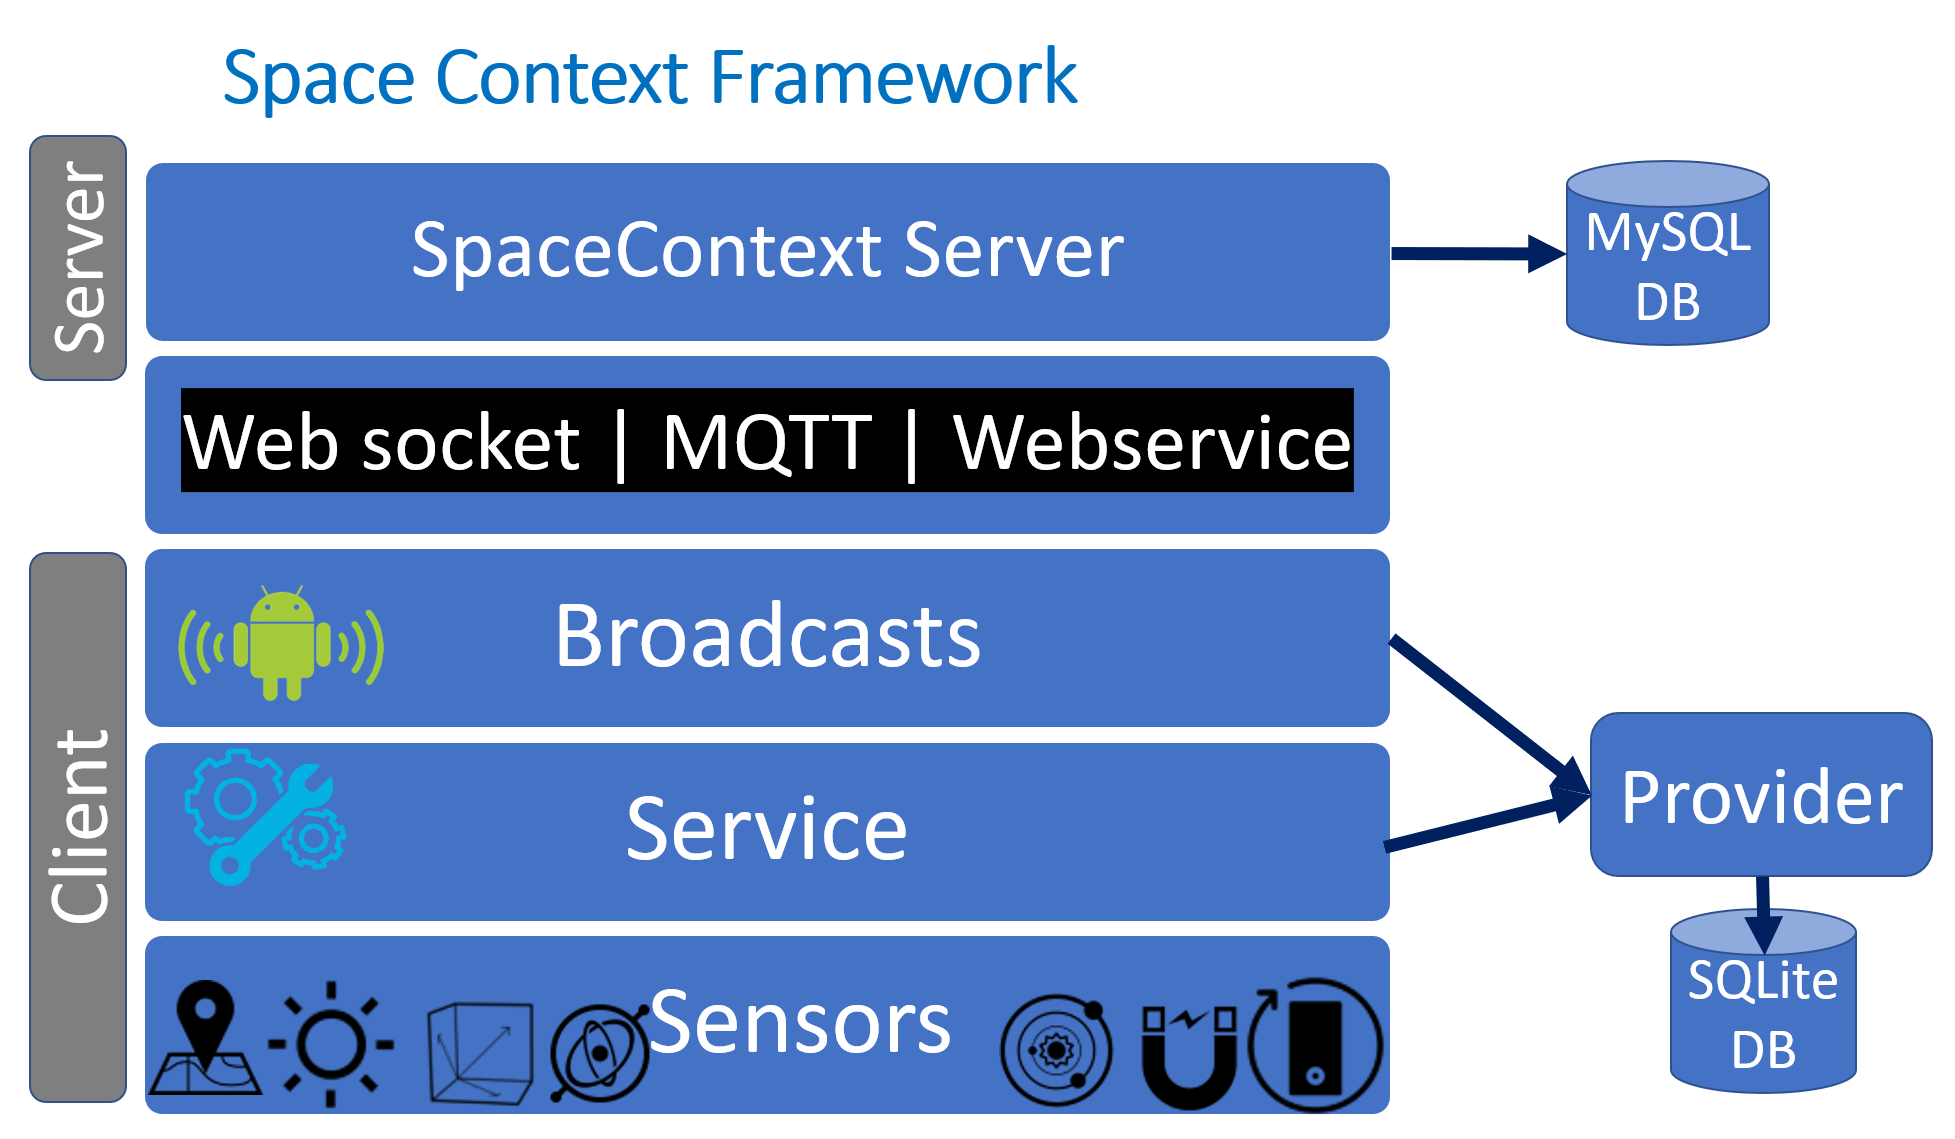 Space Context Framework
Server
SpaceContext Server
MySQL
DB
Web socket | MQTT | Webservice
Client
Broadcasts
Service
Provider
Sensors
SQLite
DB